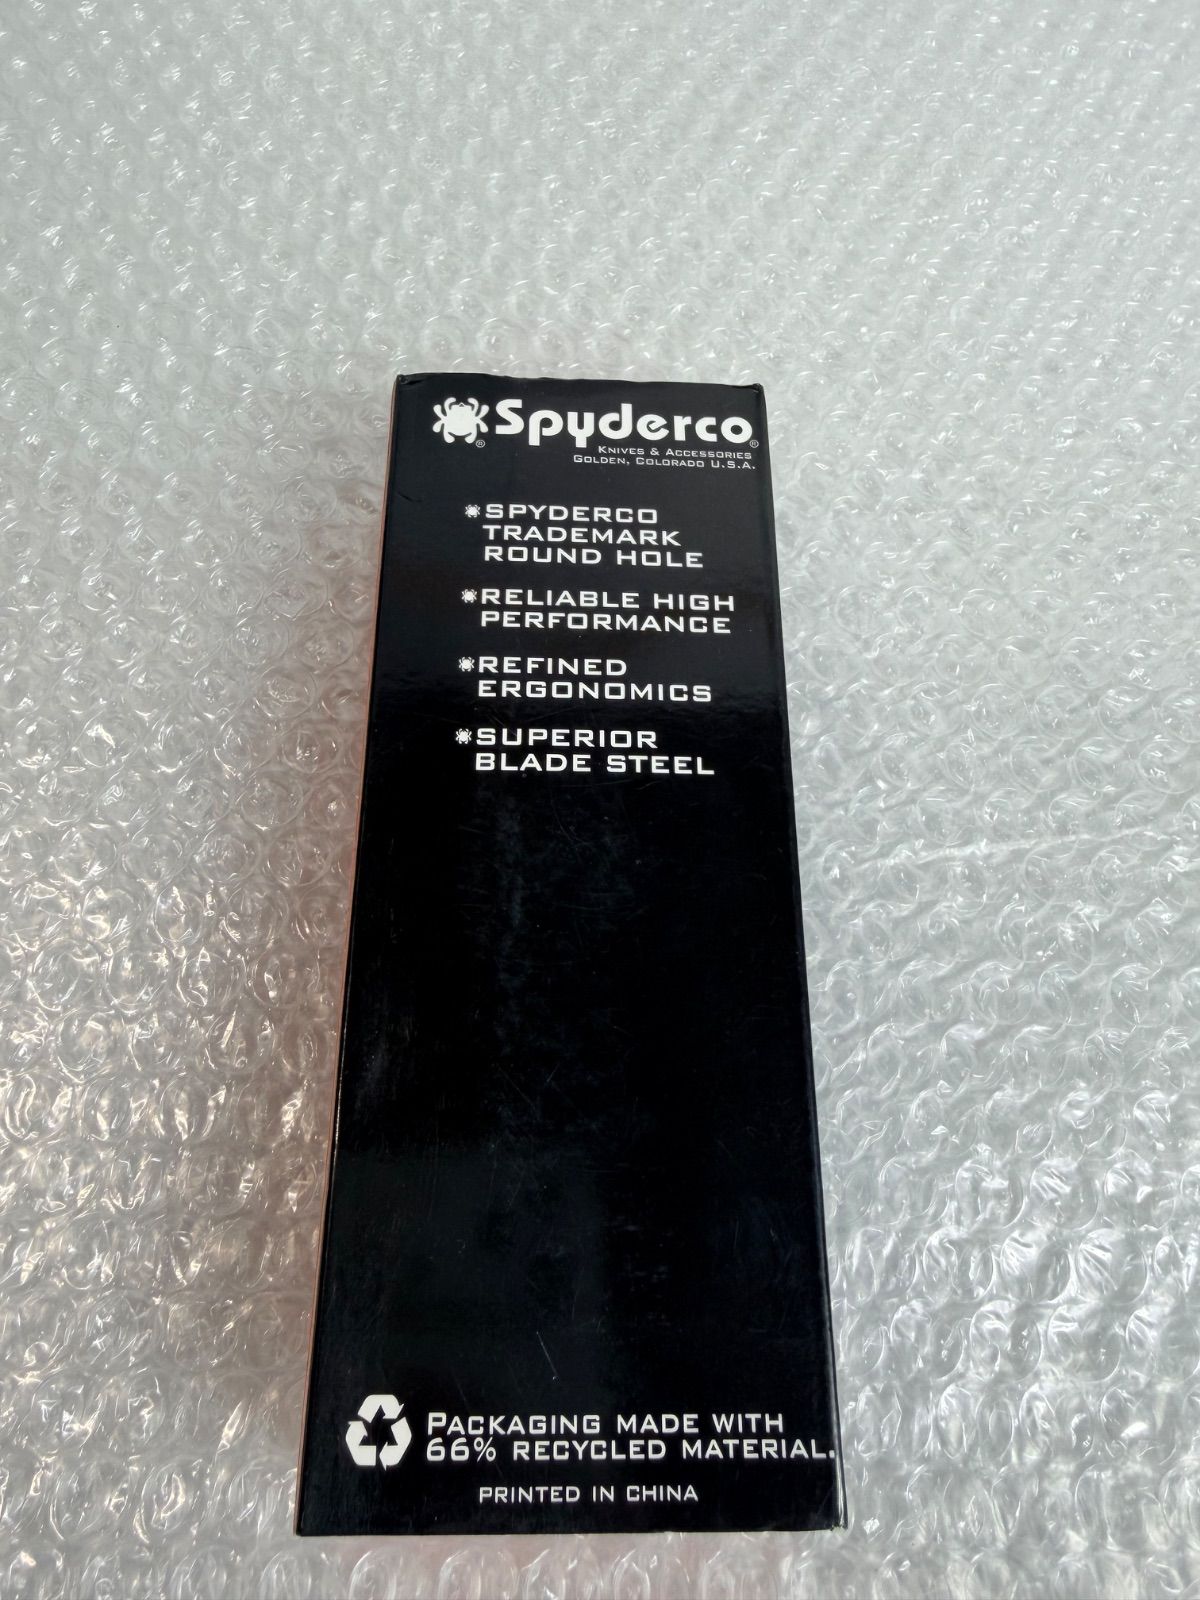 Spyderco
KNIVES & ACCESSORIES
GOLDEN, COLORADO U.S.A.
SPYDERCO
TRADEMARK
ROUND HOLE
RELIABLE HIGH
PERFORMANCE
REFINED
ERGONOMICS
SUPERIOR
BLADE STEEL
PACKAGING MADE WITH
66% RECYCLED MATERIAL.
PRINTED IN CHINA